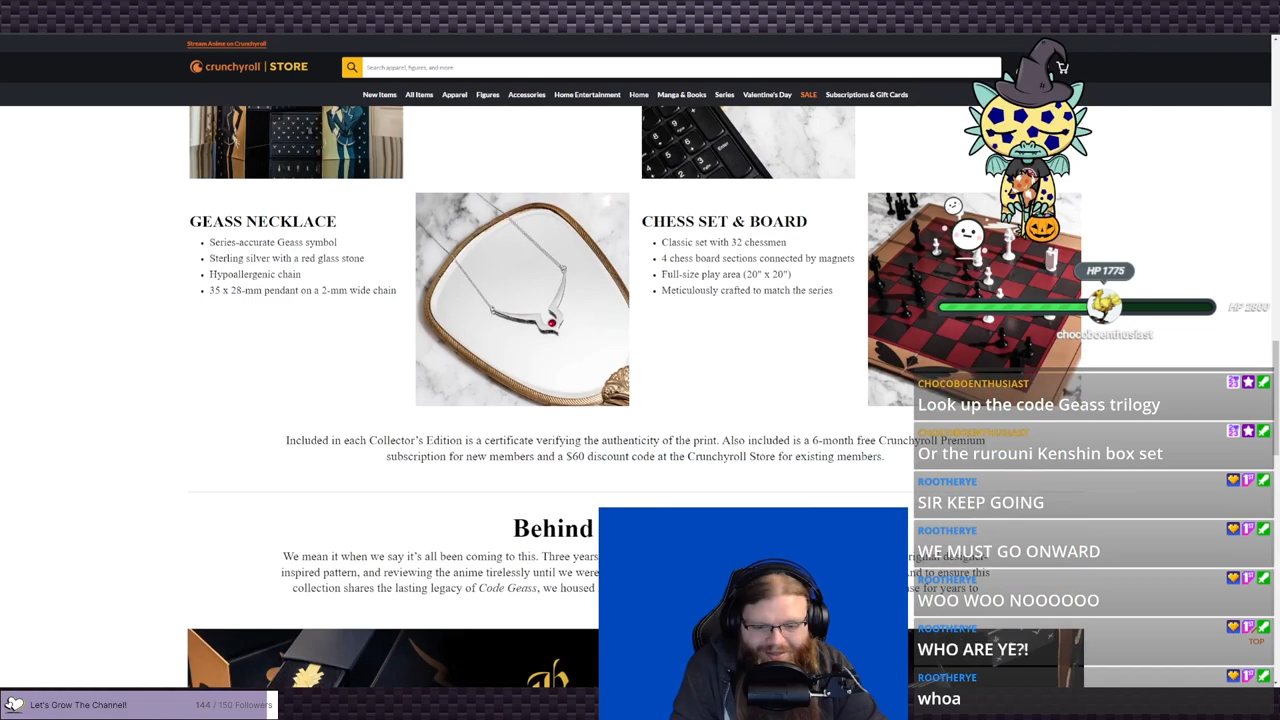 Stream Anime on Crunchyroll
crunchyroll | STORE
Search apparel, figures, and more
New Items All Items Apparel Figures Accessories Home Entertainment Home Manga & Books Series Valentine's Day SALE Subscriptions & Gift Cards
GEASS NECKLACE
• Series-accurate Geass symbol
• Sterling silver with a red glass stone
• Hypoallergenic chain
• 35 x 28-mm pendant on a 2-mm wide chain
CHESS SET & BOARD
• Classic set with 32 chessmen
• 4 chess board sections connected by magnets
• Full-size play area (20" x 20")
• Meticulously crafted to match the series
HP 1775
HP 2800
chocoboenthusiast
CHOCOBOENTHUSIAST
Look up the code Geass trilogy
CHOCOBOENTHUSIAST
Or the rurouni Kenshin box set
ROOTHERYE
SIR KEEP GOING
ROOTHERYE
WE MUST GO ONWARD
ROOTHERYE
WOO WOO NOOOOOO
ROOTHERYE
WHO ARE YE?!
TOP
ROOTHERYE
whoa
Included in each Collector's Edition is a certificate verifying the authenticity of the print. Also included is a 6-month free Crunchyroll Premium
subscription for new members and a $60 discount code at the Crunchyroll Store for existing members.
Behind
We mean it when we say it's all been coming to this. Three years
inspired pattern, and reviewing the anime tirelessly until we were
collection shares the lasting legacy of Code Geass, we housed
Let's Grow The Channel!
144 / 150 Followers